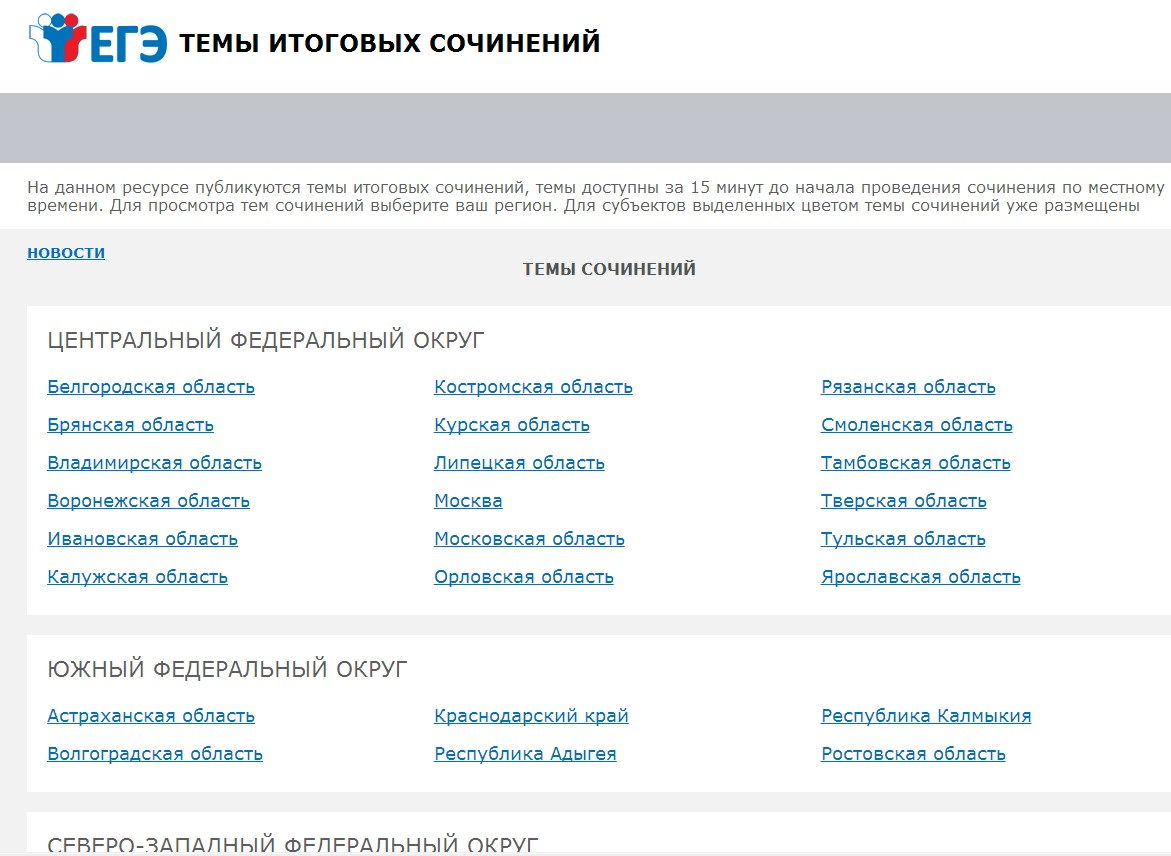 ЕГЭ ТЕМЫ ИТОГОВЫХ СОЧИНЕНИЙ
На данном ресурсе публикуются темы итоговых сочинений, темы доступны за 15 минут до начала проведения сочинения по местному
времени. Для просмотра тем сочинений выберите ваш регион. Для субъектов выделенных цветом темы сочинений уже размещены
НОВОСТИ
ТЕМЫ СОЧИНЕНИЙ
ЦЕНТРАЛЬНЫЙ ФЕДЕРАЛЬНЫЙ ОКРУГ
Белгородская область Костромская область Рязанская область
Брянская область Курская область Смоленская область
Владимирская область Липецкая область Тамбовская область
Воронежская область Москва Тверская область
Ивановская область Московская область Тульская область
Калужская область Орловская область Ярославская область
ЮЖНЫЙ ФЕДЕРАЛЬНЫЙ ОКРУГ
Астраханская область Краснодарский край Республика Калмыкия
Волгоградская область Республика Адыгея Ростовская область
СЕВЕРО-ЗАПАДНЫЙ ФЕДЕРАЛЬНЫЙ ОКРУГ